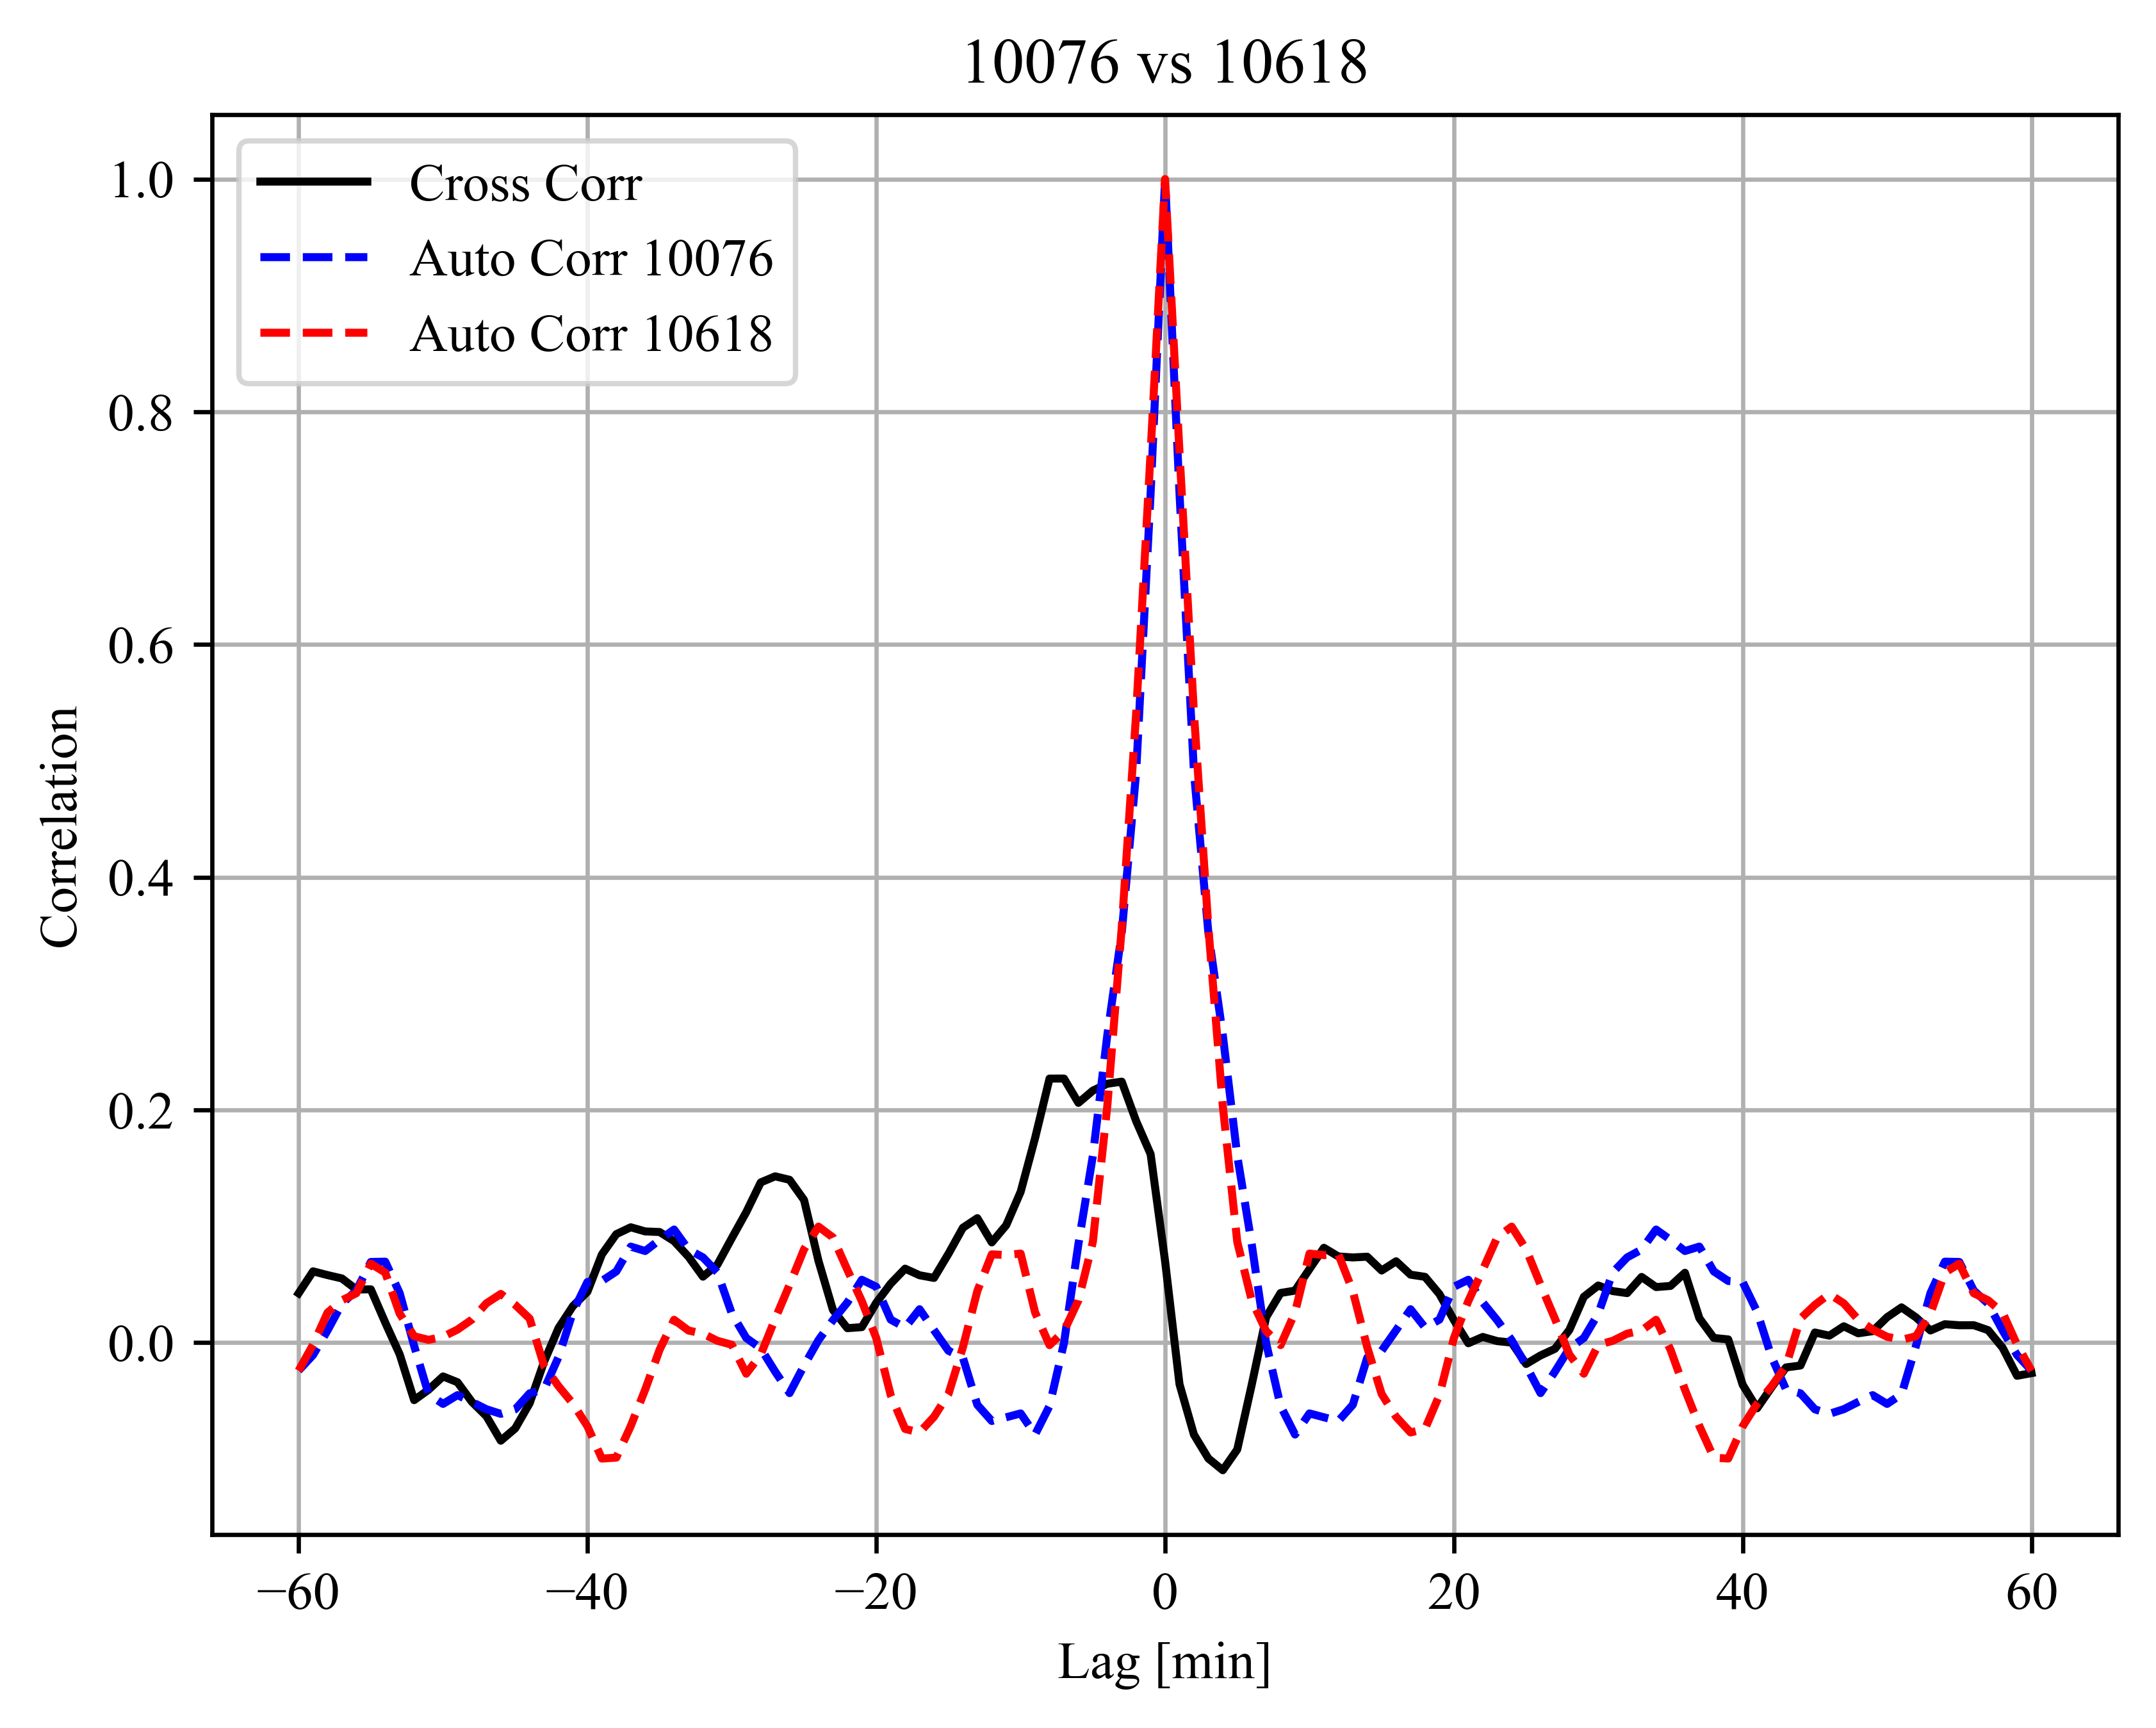 10076 vs 10618
Cross Corr
Auto Corr 10076
Auto Corr 10618
1.0
0.8
0.6
0.4
0.2
0.0
Correlation
−60 −40 −20 0 20 40 60
Lag [min]